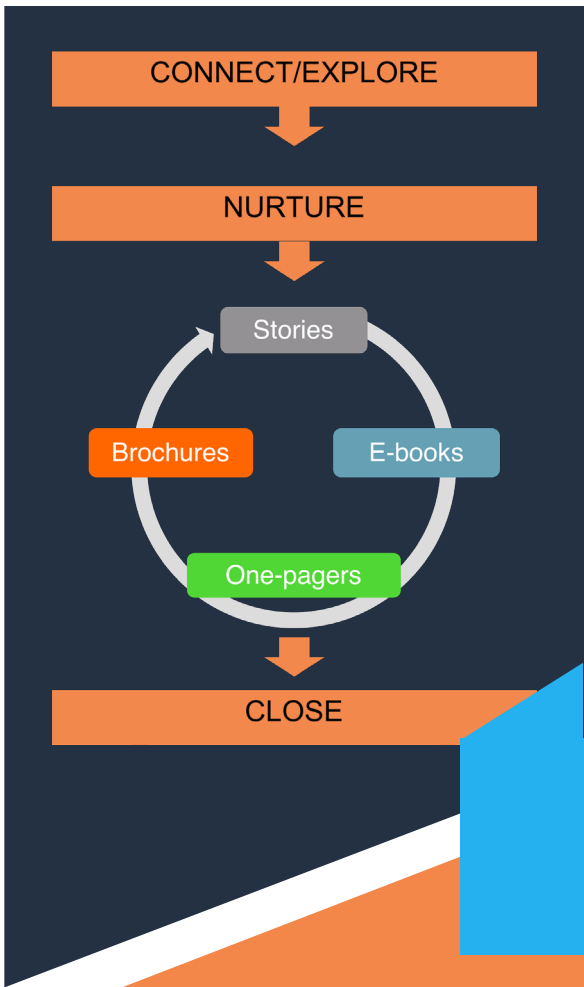 CONNECT/EXPLORE
NURTURE
Stories
Brochures
E-books
One-pagers
CLOSE